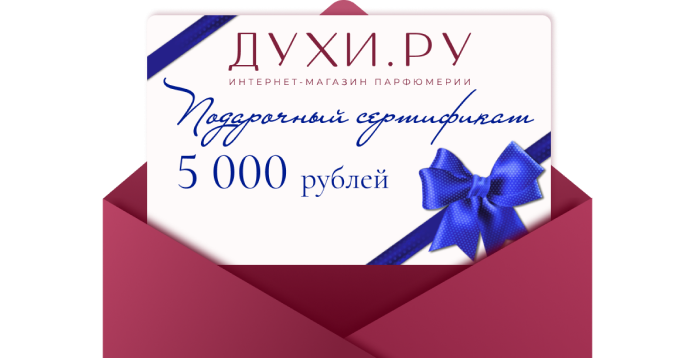 ДУХИ.РУ
ИНТЕРНЕТ-МАГАЗИН ПАРФЮМЕРИИ
Подарочный сертификат
5 000 рублей